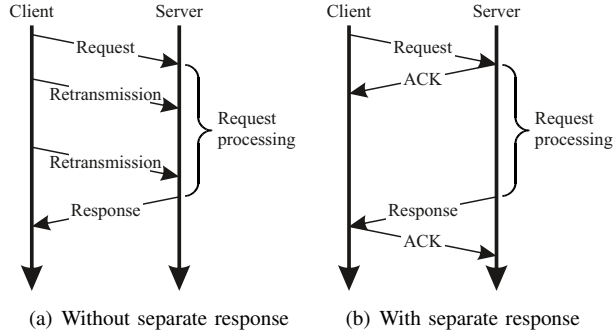 Client Server
Request
Retransmission
Request
processing
Retransmission
Response
(a) Without separate response
Client Server
Request
ACK
Request
processing
Response
ACK
(b) With separate response